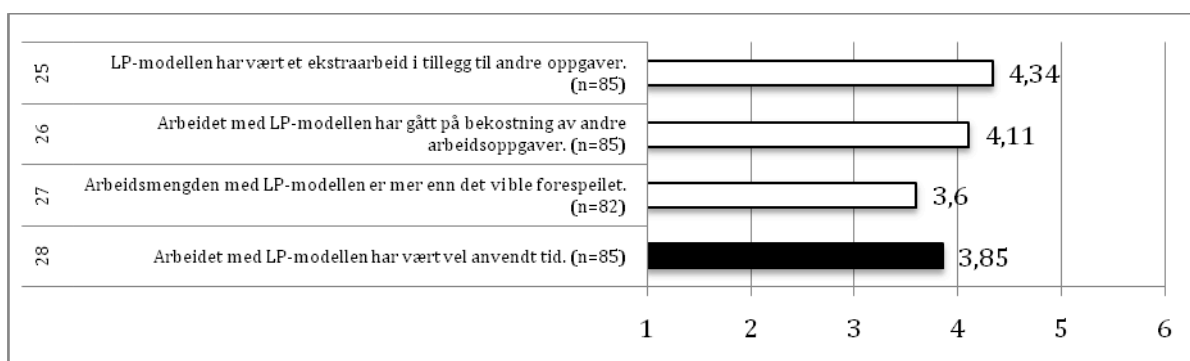 25
LP-modellen har vært et ekstraarbeid i tillegg til andre oppgaver.
(n=85)
4,34
26
Arbeidet med LP-modellen har gått på bekostning av andre
arbeidsoppgaver. (n=85)
4,11
27
Arbeidsmengden med LP-modellen er mer enn det vi ble forespeilet.
(n=82)
3,6
28
Arbeidet med LP-modellen har vært vel anvendt tid. (n=85)
3,85
1 2 3 4 5 6